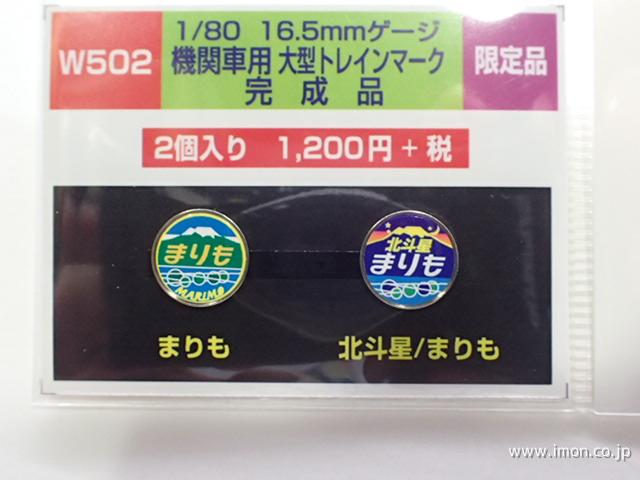 W502
1/80 16.5mmゲージ
機関車用 大型トレインマーク
完成品
限定品
2個入り 1,200円+税
まりも
MARIMO
北斗星
まりも
まりも
北斗星/まりも
www.imon.co.jp